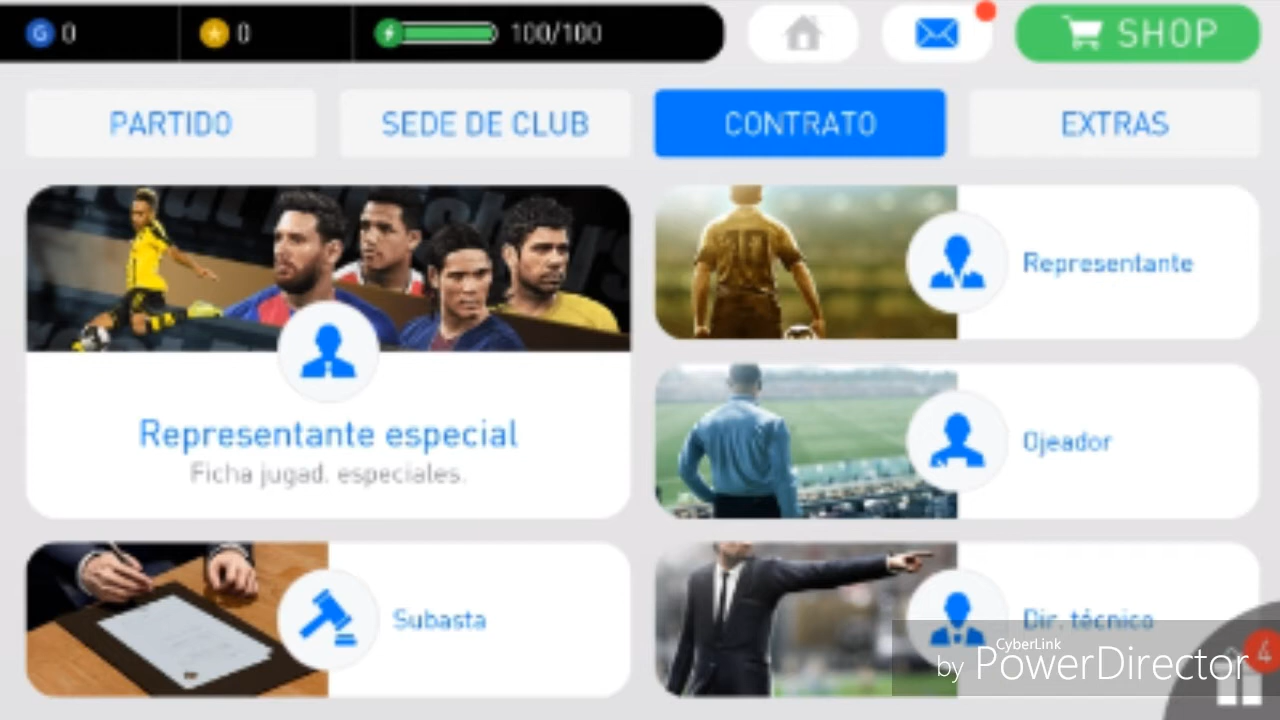 G 0
0
100/100
SHOP
PARTIDO
SEDE DE CLUB
CONTRATO
EXTRAS
10
Representante
Representante especial
Ficha jugad. especiales.
Ojeador
Subasta
Dir. técnico
CyberLink
by PowerDirector
4